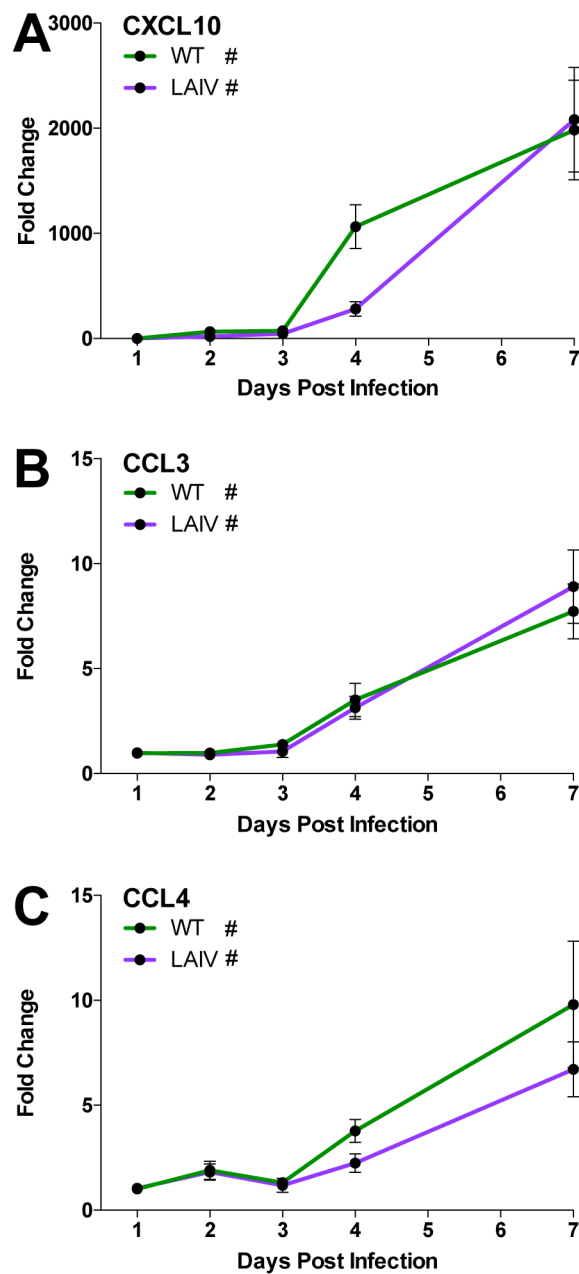 A
CXCL10
WT #
LAIV #
3000
2000
1000
0
Fold Change
1 2 3 4 5 6 7
Days Post Infection
B
CCL3
WT #
LAIV #
15
10
5
0
Fold Change
1 2 3 4 5 6 7
Days Post Infection
C
CCL4
WT #
LAIV #
15
10
5
0
Fold Change
1 2 3 4 5 6 7
Days Post Infection